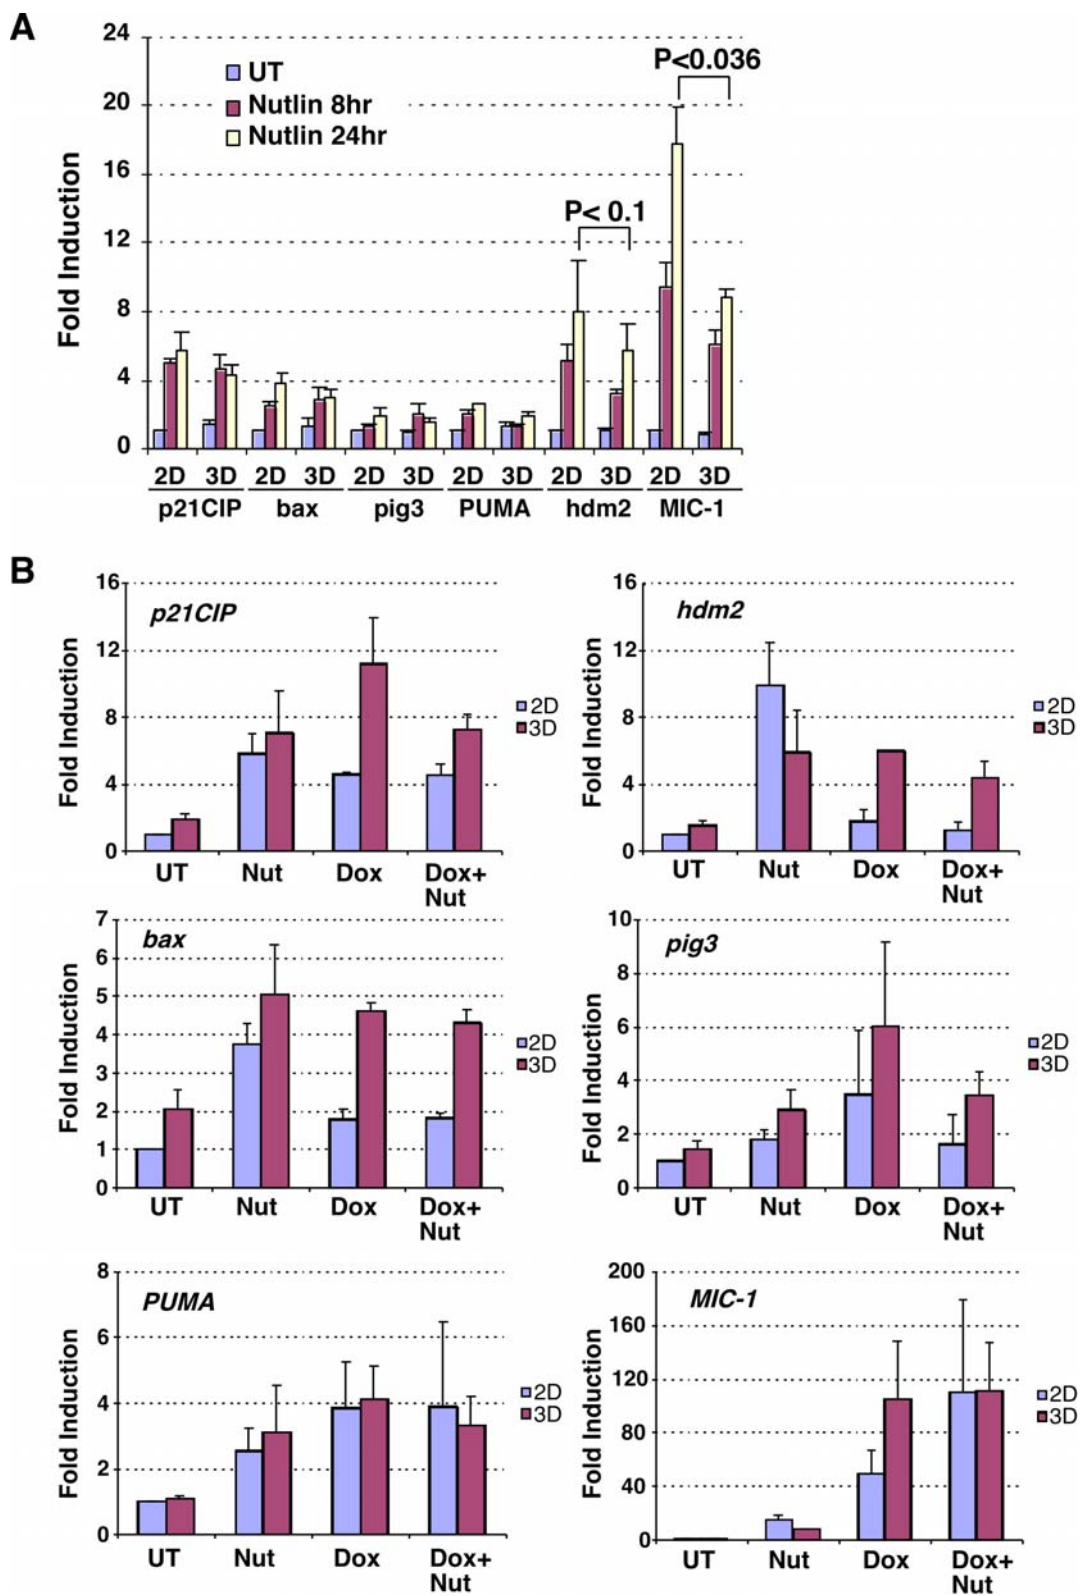 A
24
20
16
12
8
4
0
Fold Induction
UT
Nutlin 8hr
Nutlin 24hr
P< 0.1
P<0.036
2D 3D 2D 3D 2D 3D 2D 3D 2D 3D 2D 3D
p21CIP bax pig3 PUMA hdm2 MIC-1
B
16
12
8
4
0
Fold Induction
p21CIP
2D
3D
UT Nut Dox Dox+
Nut
16
12
8
4
0
Fold Induction
hdm2
2D
3D
UT Nut Dox Dox+
Nut
7
6
5
4
3
2
1
0
Fold Induction
bax
2D
3D
UT Nut Dox Dox+
Nut
10
8
6
4
2
0
Fold Induction
pig3
2D
3D
UT Nut Dox Dox+
Nut
8
6
4
2
0
Fold Induction
PUMA
2D
3D
UT Nut Dox Dox+
Nut
200
160
120
80
40
0
Fold Induction
MIC-1
2D
3D
UT Nut Dox Dox+
Nut